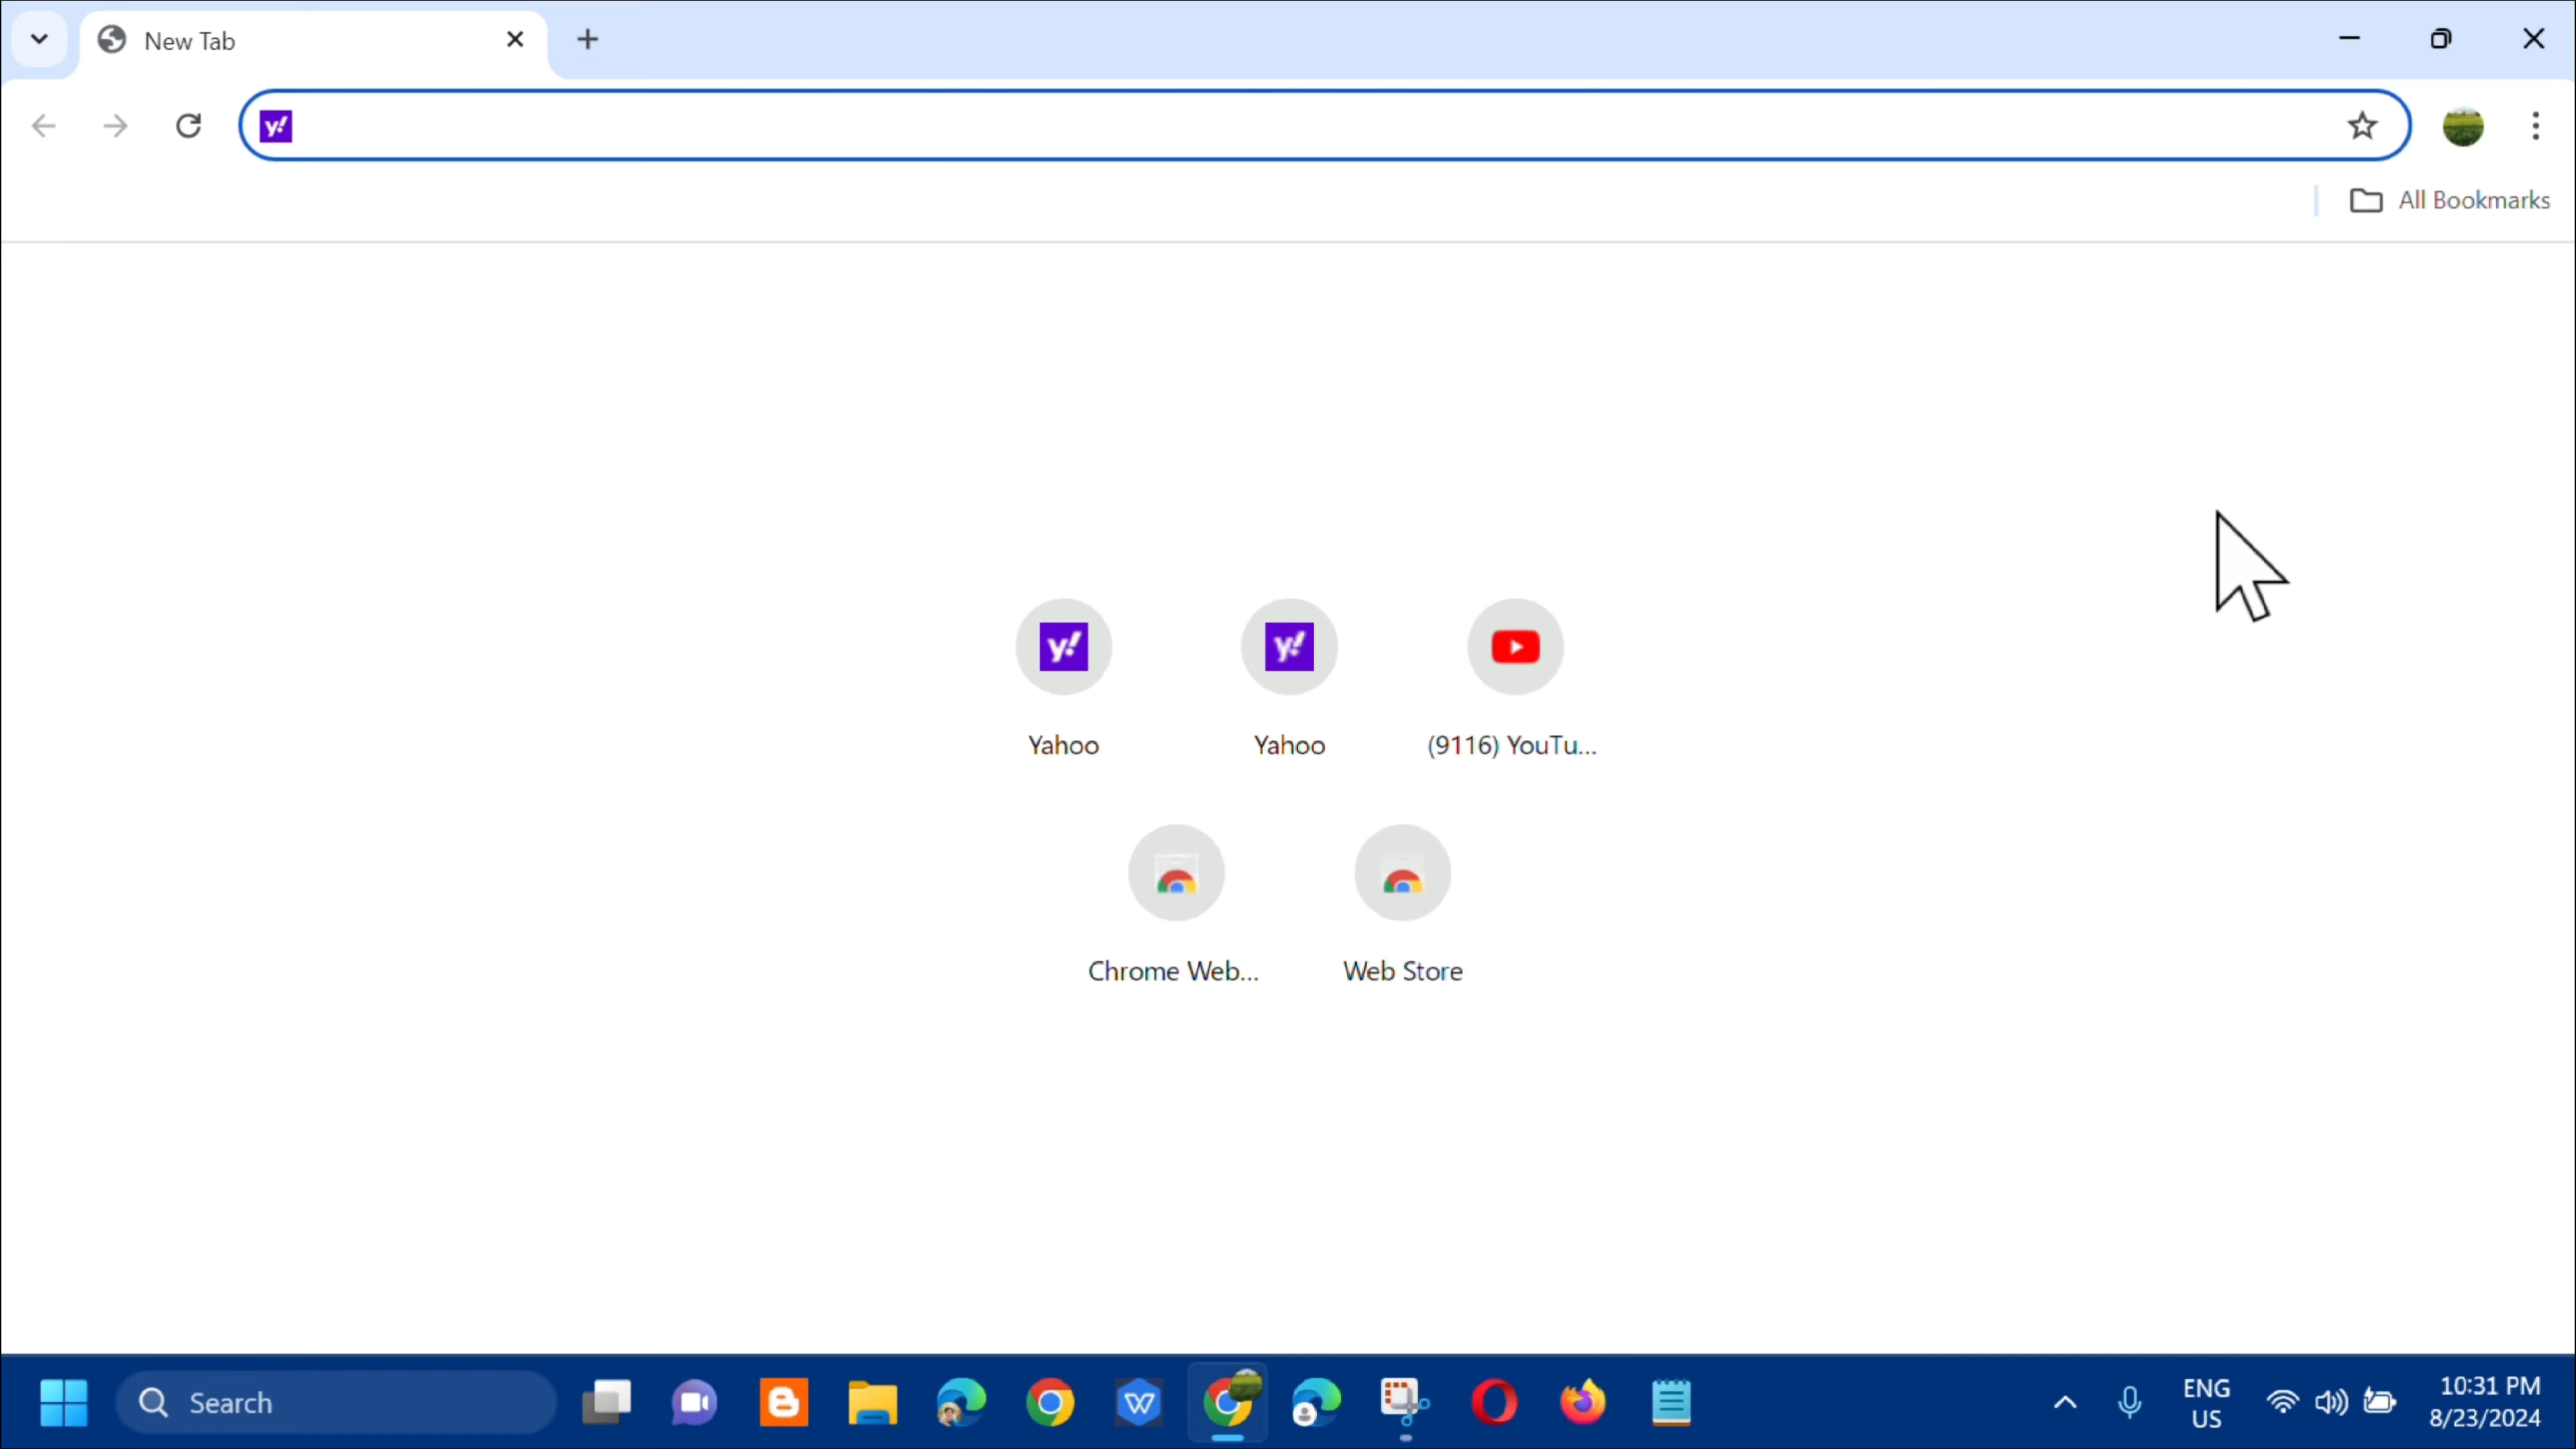 New Tab
y!
All Bookmarks
y!
y!
Yahoo
Yahoo
(9116) YouTu...
Chrome Web...
Web Store
Search
ENG
US
10:31 PM
8/23/2024